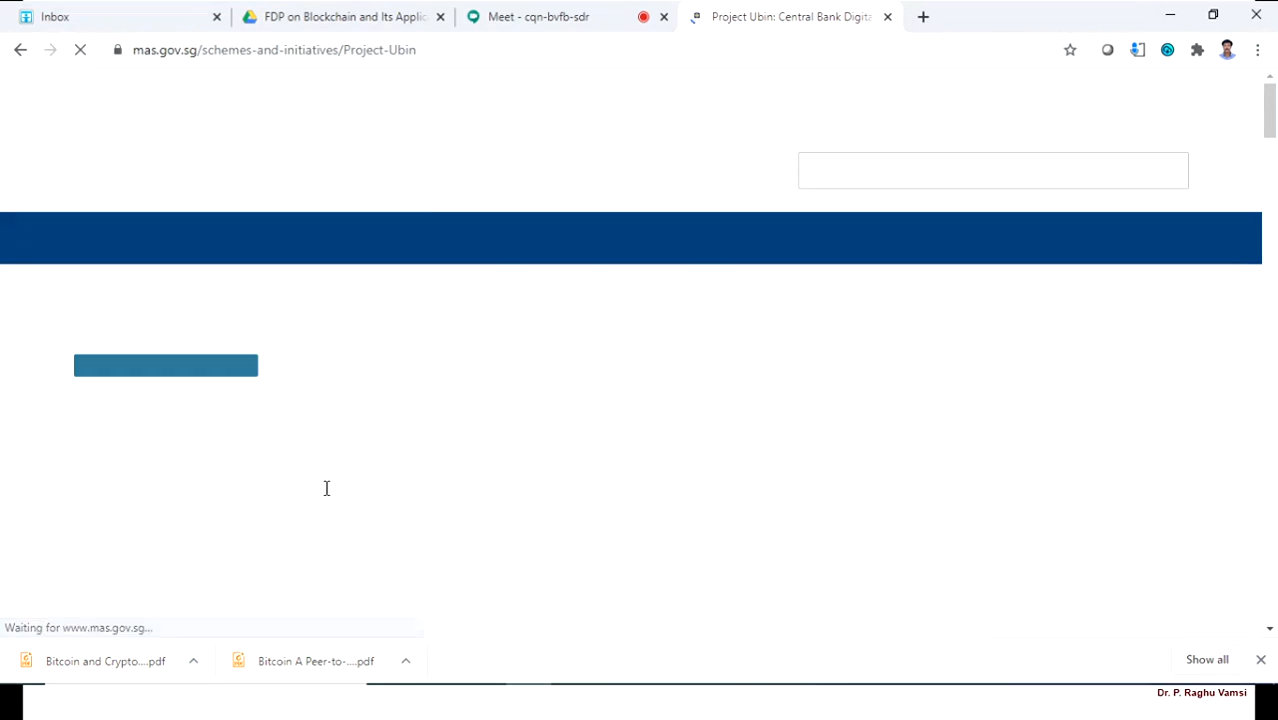 Inbox
FDP on Blockchain and Its Applic
Meet - cqn-bvfb-sdr
Project Ubin: Central Bank Digita
mas.gov.sg/schemes-and-initiatives/Project-Ubin
Waiting for www.mas.gov.sg...
Bitcoin and Crypto....pdf
Bitcoin A Peer-to-....pdf
Show all
Dr. P. Raghu Vamsi